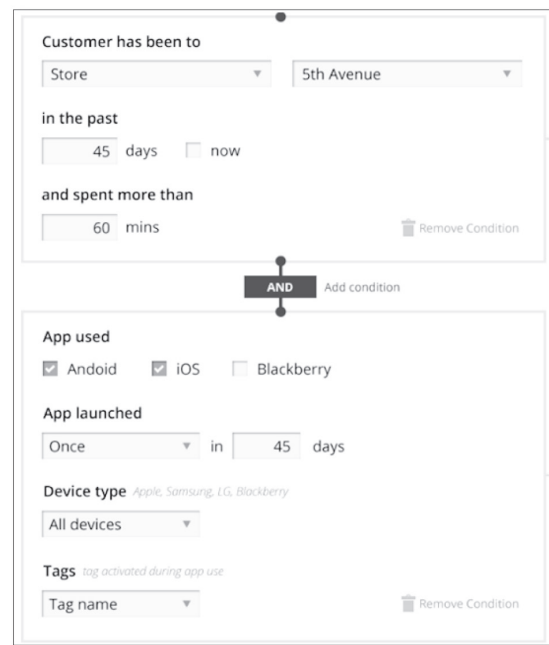 Customer has been to
Store 5th Avenue
in the past
45 days now
and spent more than
60 mins Remove Condition
AND Add condition
App used
Andoid iOS Blackberry
App launched
Once in 45 days
Device type Apple, Samsung, LG, Blackberry
All devices
Tags tag activated during app use
Tag name Remove Condition